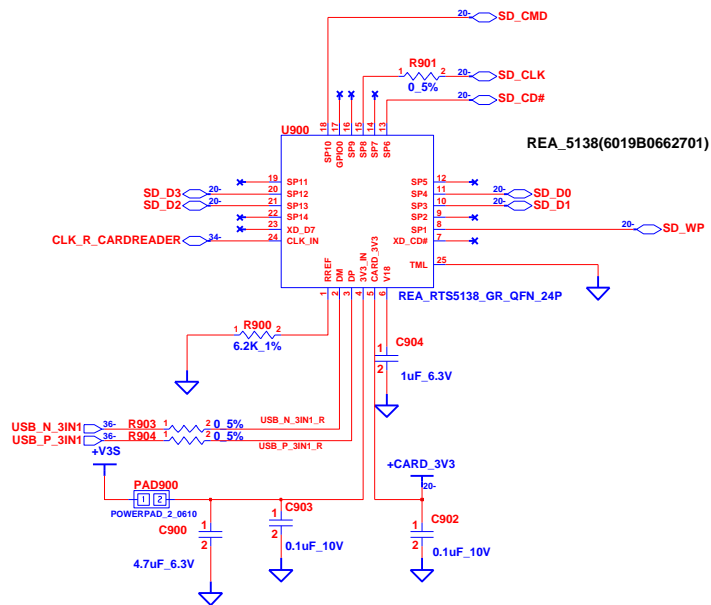 20- SD_CMD
R901
1 2 20- SD_CLK
0_5%
20- SD_CD#
REA_5138(6019B0662701)
U900
18 17 16 15 14 13
SP10 GPIO0 SP9 SP8 SP7 SP6
19 SP11 SP5 12
SD_D3 20- 20 SP12 SP4 11 20- SD_D0
SD_D2 20- 21 SP13 SP3 10 20- SD_D1
22 SP14 SP2 9
23 XD_D7 SP1 8 20- SD_WP
CLK_R_CARDREADER 34- 24 CLK_IN XD_CD# 7
TML 25
RREF DM DP 3V3_IN CARD_3V3 V18
1 2 3 4 5 6
REA_RTS5138_GR_QFN_24P
R900
1 2
6.2K_1%
C904
1
2
1uF_6.3V
USB_N_3IN1 36- R903 1 2 0_5% USB_N_3IN1_R
USB_P_3IN1 36- R904 1 2 0_5% USB_P_3IN1_R
+V3S
+CARD_3V3
20-
PAD900
1 2
POWERPAD_2_0610
C900
1
2
4.7uF_6.3V
C903
1
2
0.1uF_10V
C902
1
2
0.1uF_10V